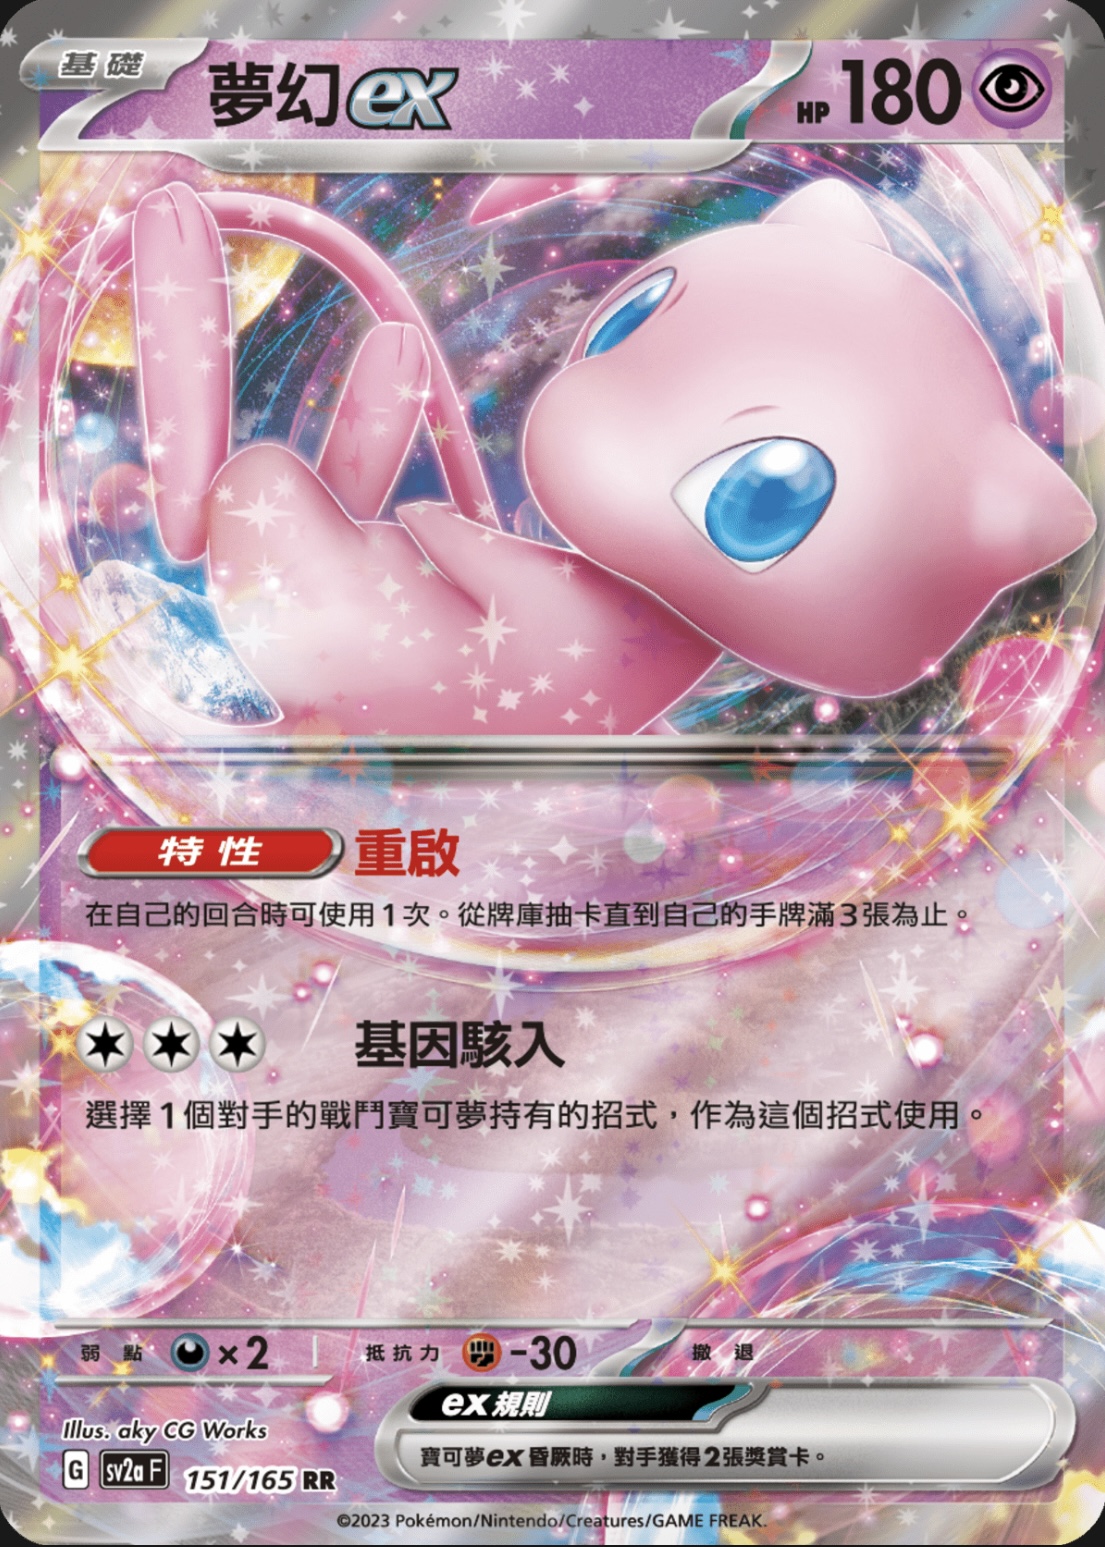 基礎
夢幻ex
HP 180
特性 重啟
在自己的回合時可使用1次。從牌庫抽卡直到自己的手牌滿3張為止。
基因駭入
選擇1個對手的戰鬥寶可夢持有的招式，作為這個招式使用。
弱點 ×2 抵抗力 -30 撤退
ex規則
寶可夢ex昏厥時，對手獲得2張獎賞卡。
Illus. aky CG Works
G sv2a F 151/165 RR
©2023 Pokémon/Nintendo/Creatures/GAME FREAK.